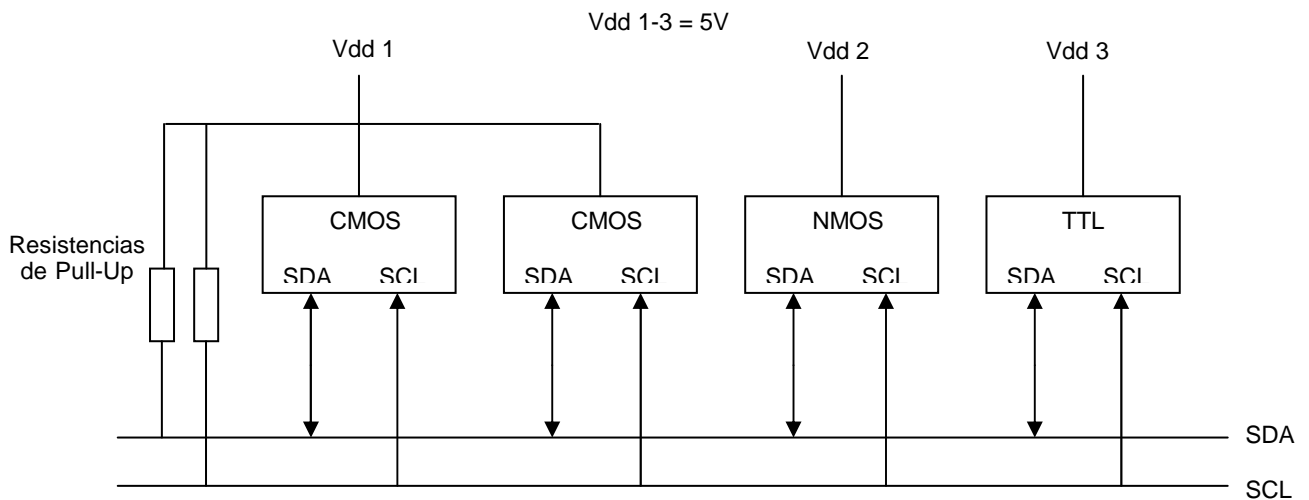 Vdd 1-3 = 5V
Vdd 1
Vdd 2
Vdd 3
CMOS
CMOS
NMOS
TTL
Resistencias
de Pull-Up
SDA SCL
SDA SCL
SDA SCL
SDA SCL
SDA
SCL